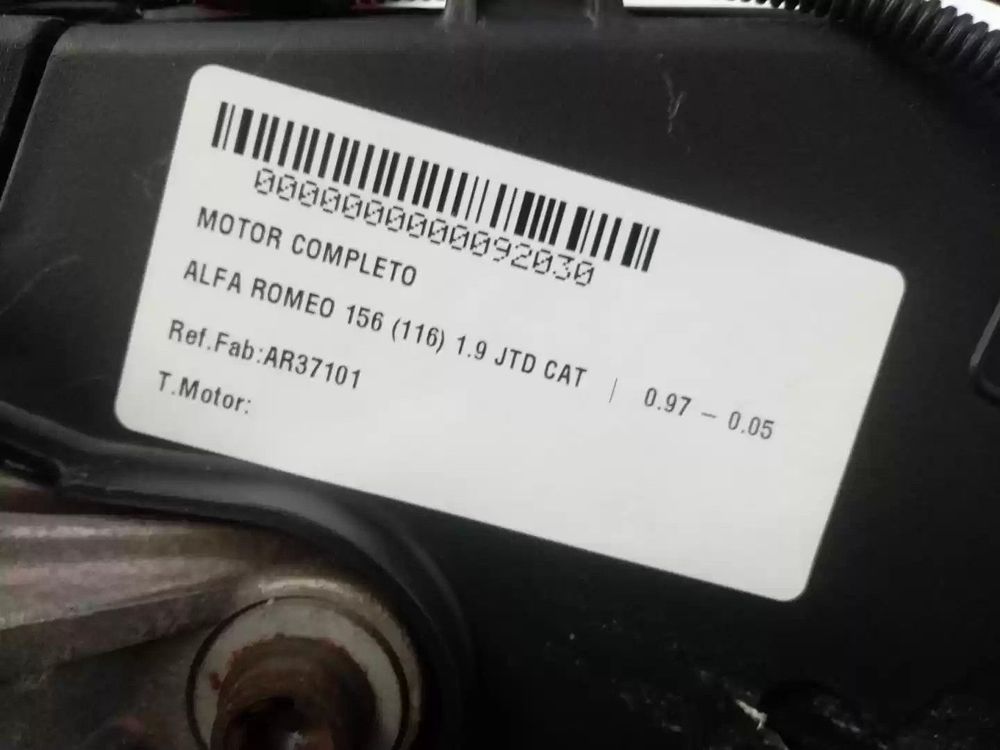 0000000000092030
MOTOR COMPLETO
ALFA ROMEO 156 (116) 1.9 JTD CAT | 0.97 – 0.05
Ref.Fab:AR37101
T.Motor: